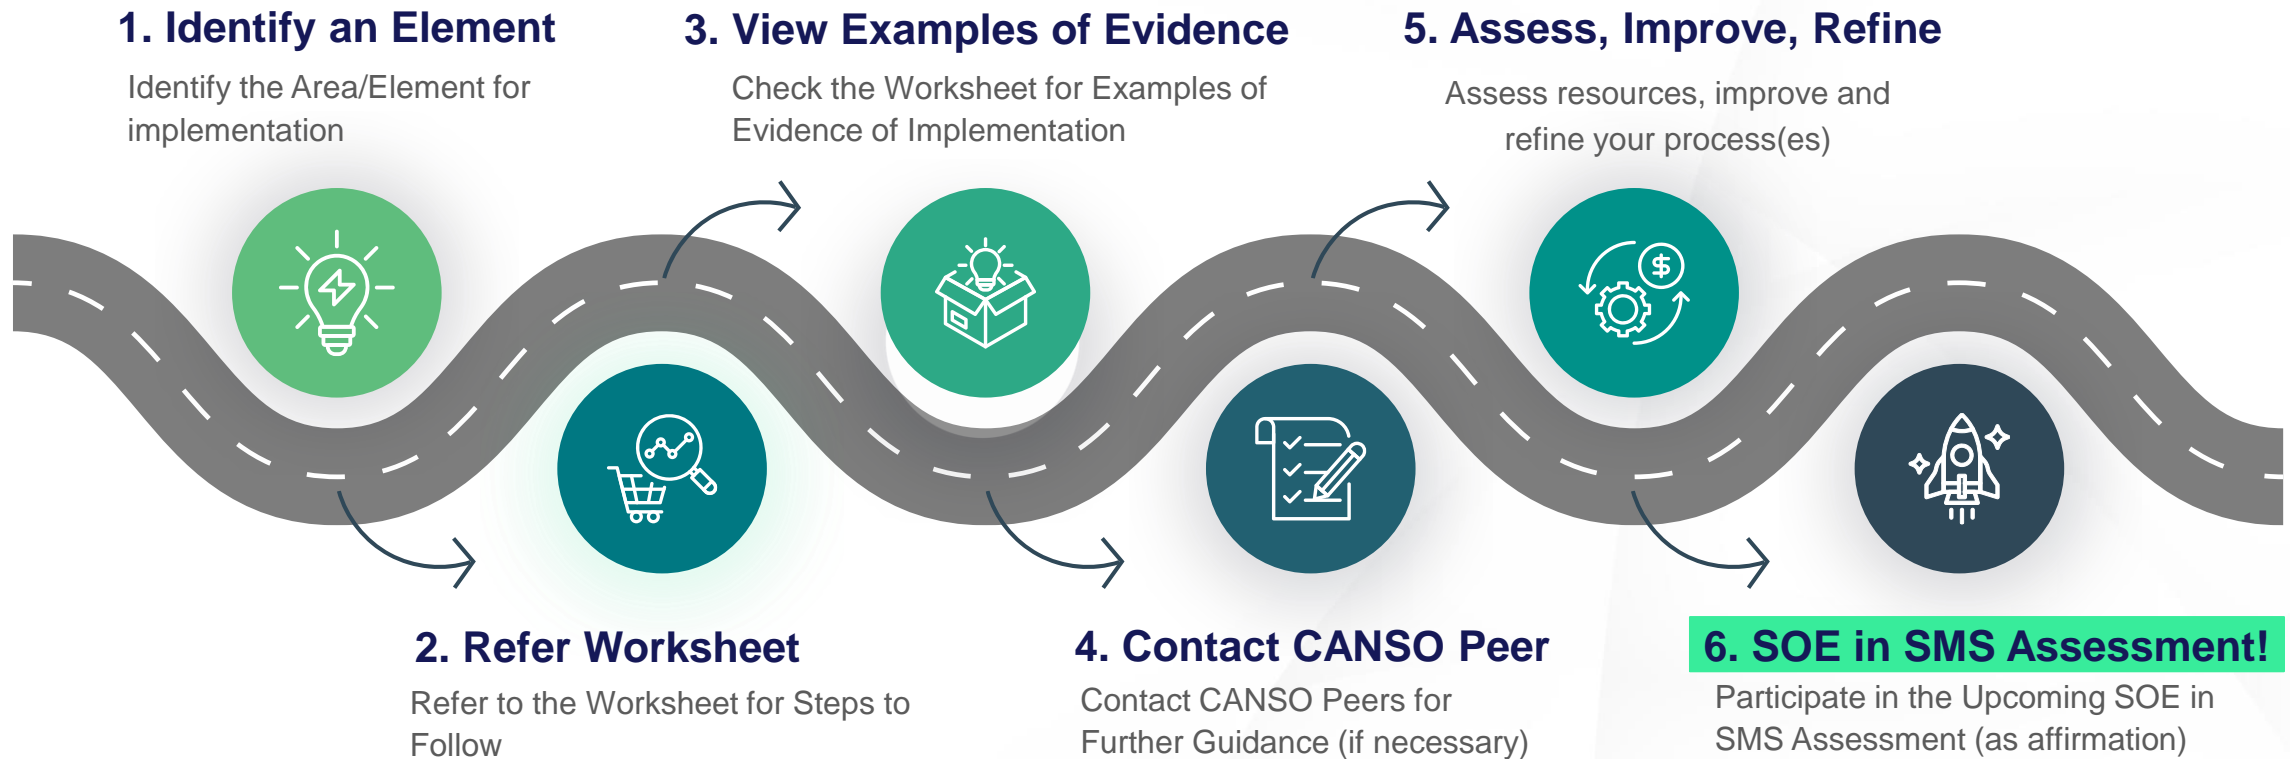 1. Identify an Element
Identify the Area/Element for
implementation
2. Refer Worksheet
Refer to the Worksheet for Steps to
Follow
3. View Examples of Evidence
Check the Worksheet for Examples of
Evidence of Implementation
4. Contact CANSO Peer
Contact CANSO Peers for
Further Guidance (if necessary)
5. Assess, Improve, Refine
Assess resources, improve and
refine your process(es)
$
6. SOE in SMS Assessment!
Participate in the Upcoming SOE in
SMS Assessment (as affirmation)